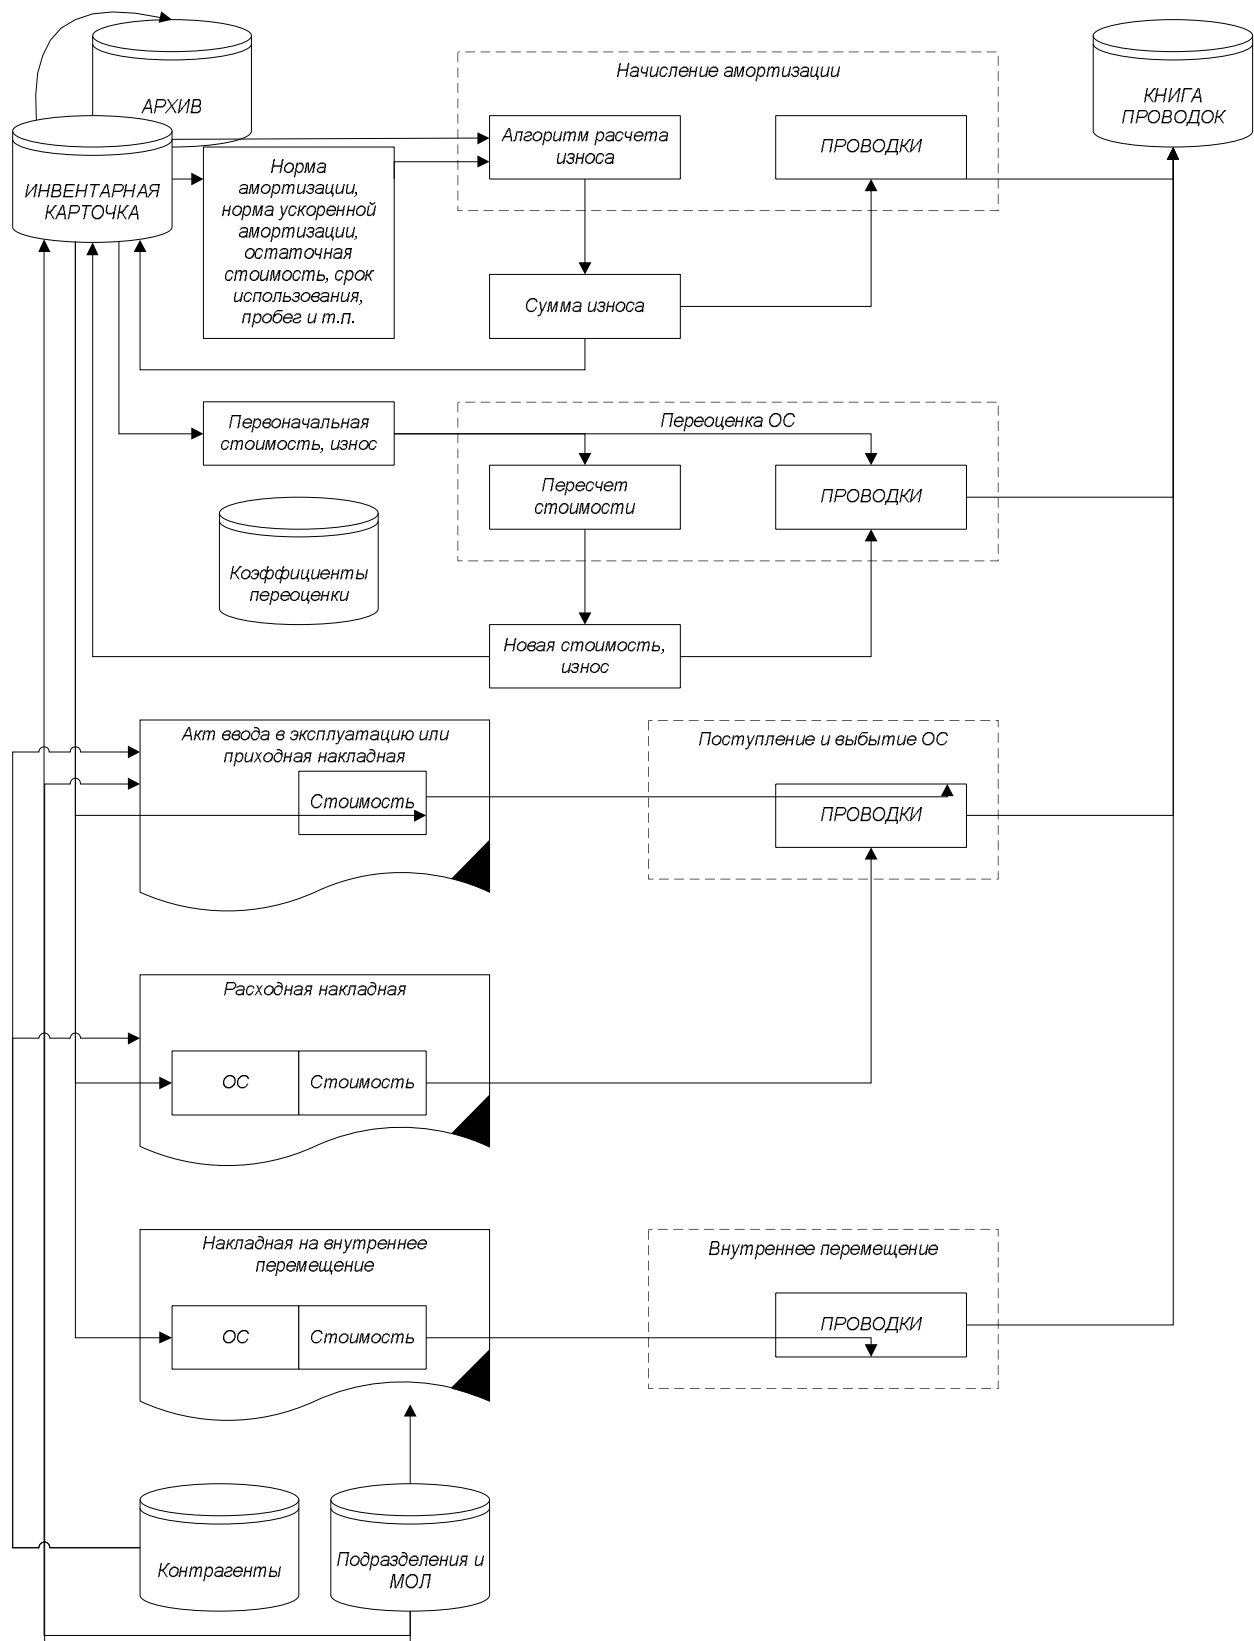 АРХИВ
ИНВЕНТАРНАЯ
КАРТОЧКА
Норма
амортизации,
норма ускоренной
амортизации,
остаточная
стоимость, срок
использования,
пробег и т.п.
Начисление амортизации
Алгоритм расчета
износа
ПРОВОДКИ
КНИГА
ПРОВОДОК
Сумма износа
Первоначальная
стоимость, износ
Переоценка ОС
Пересчет
стоимости
ПРОВОДКИ
Коэффициенты
переоценки
Новая стоимость,
износ
Акт ввода в эксплуатацию или
приходная накладная
Стоимость
Поступление и выбытие ОС
ПРОВОДКИ
Расходная накладная
ОС
Стоимость
Накладная на внутреннее
перемещение
ОС
Стоимость
Внутреннее перемещение
ПРОВОДКИ
Контрагенты
Подразделения и
МОЛ